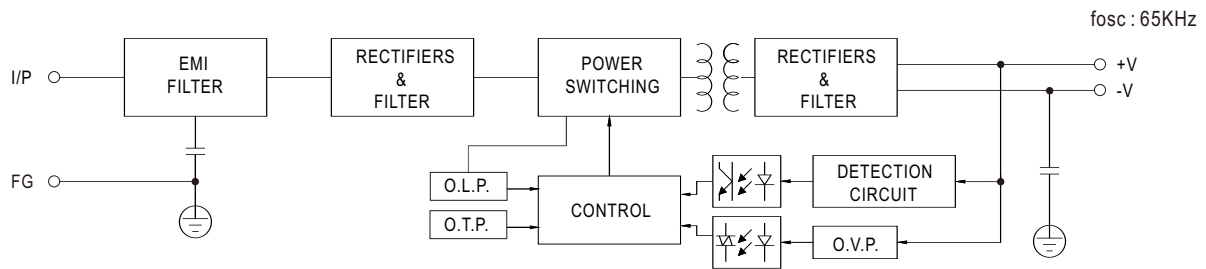 fosc : 65KHz
I/P
EMI
FILTER
RECTIFIERS
&
FILTER
POWER
SWITCHING
RECTIFIERS
&
FILTER
+V
-V
FG
O.L.P.
O.T.P.
CONTROL
DETECTION
CIRCUIT
O.V.P.